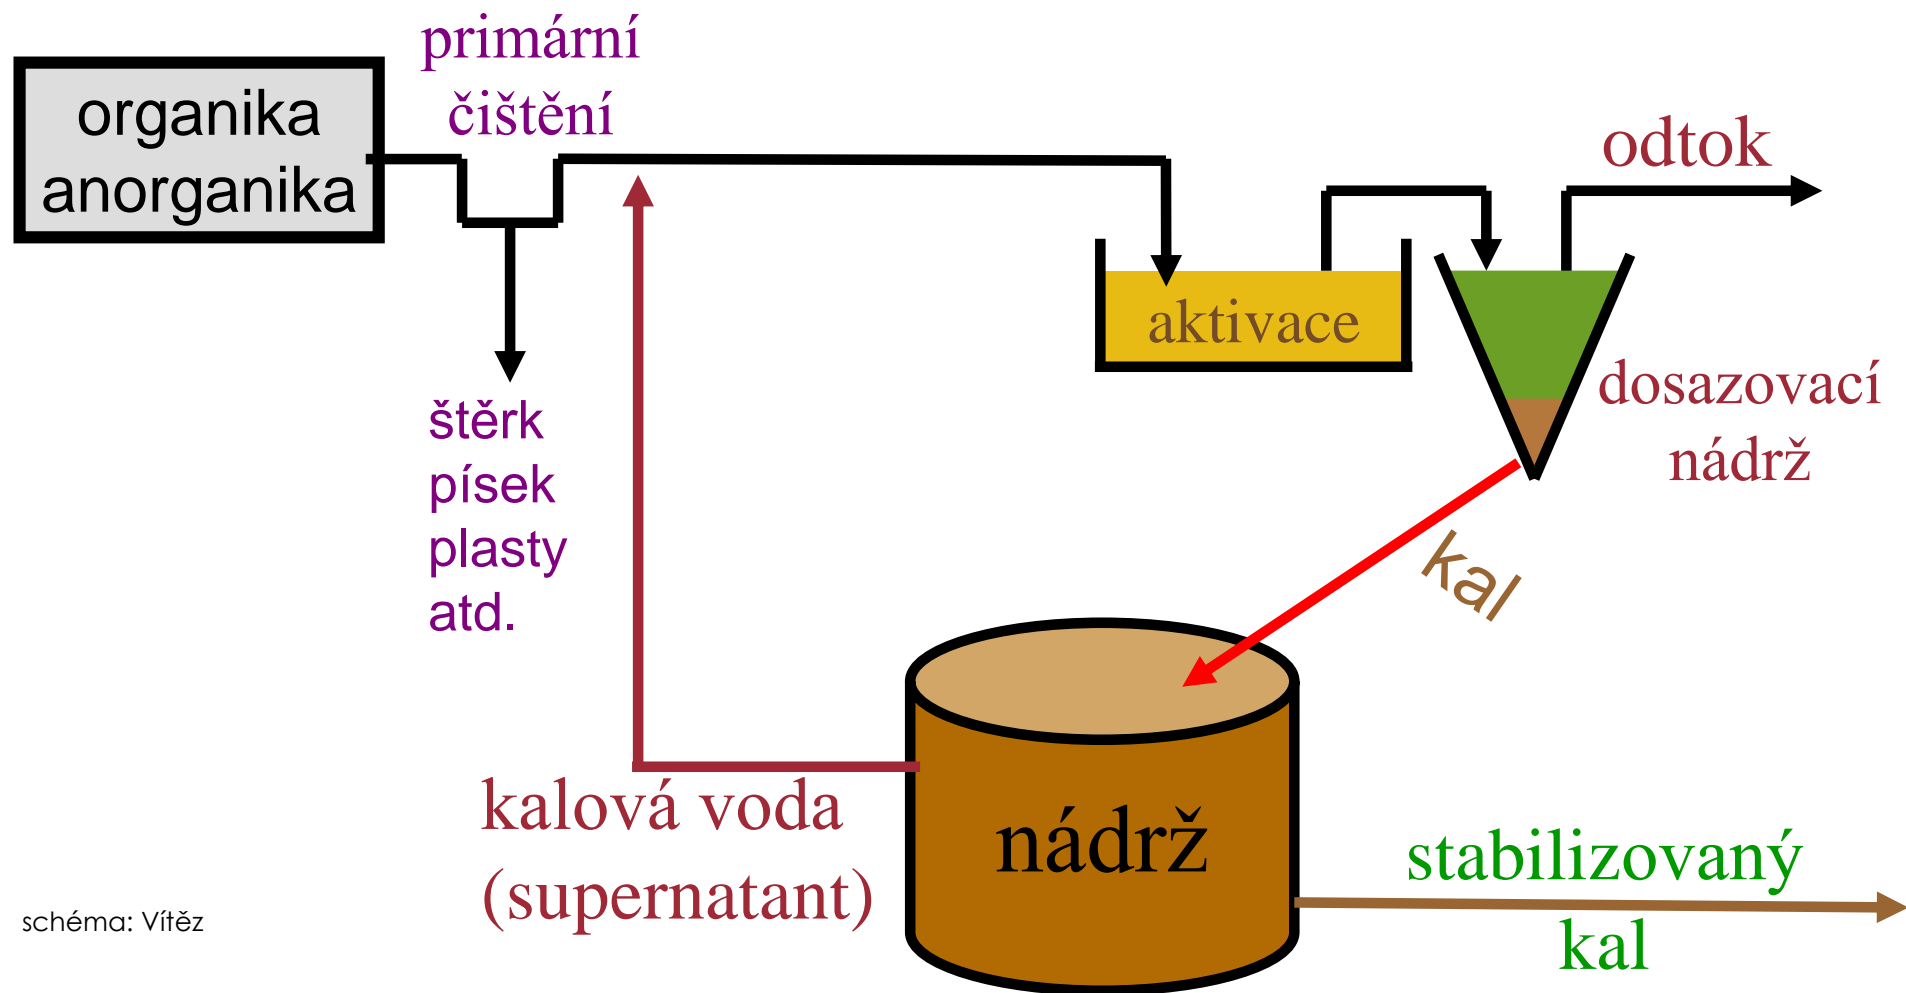 primární
čištění
organika
anorganika
odtok
aktivace
dosazovací
nádrž
štěrk
písek
plasty
atd.
kal
kalová voda
(supernatant)
nádrž
stabilizovaný
kal
schéma: Vítěz